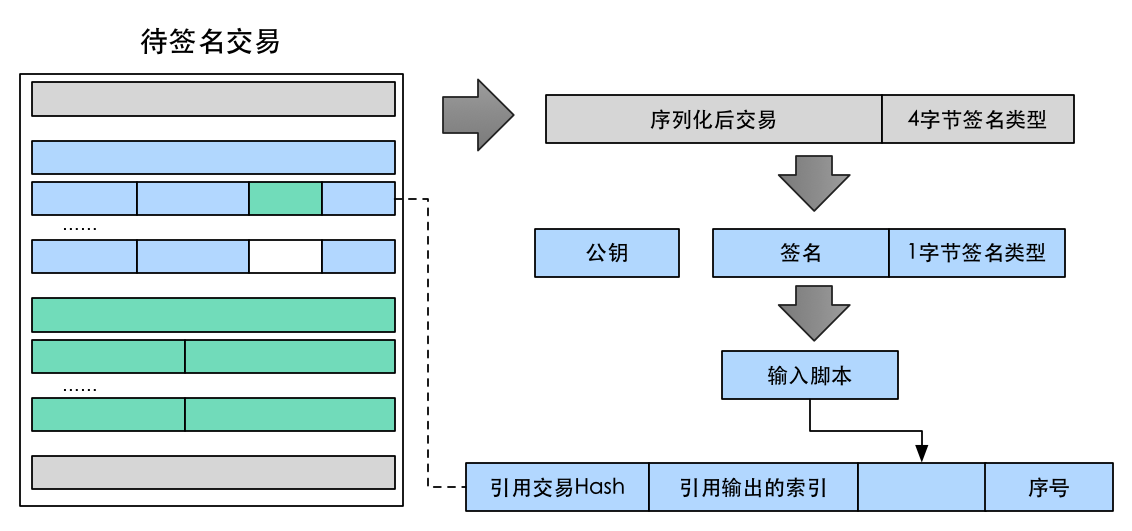 待签名交易
序列化后交易
4字节签名类型
……
公钥
签名
1字节签名类型
输入脚本
……
引用交易Hash
引用输出的索引
序号